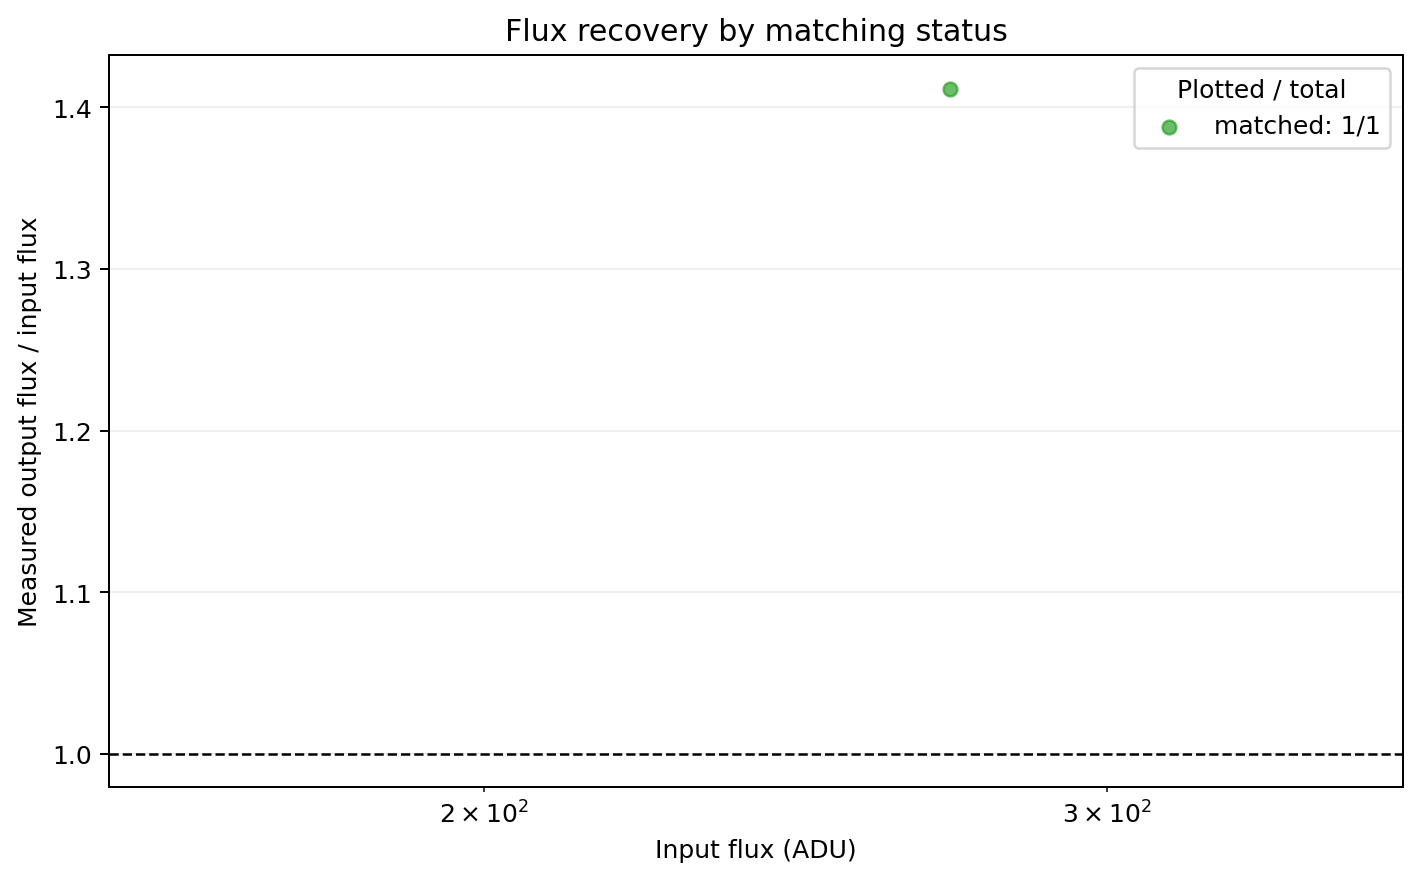 Flux recovery by matching status
Plotted / total
matched: 1/1
Measured output flux / input flux
1.4
1.3
1.2
1.1
1.0
2 × 10²
3 × 10²
Input flux (ADU)